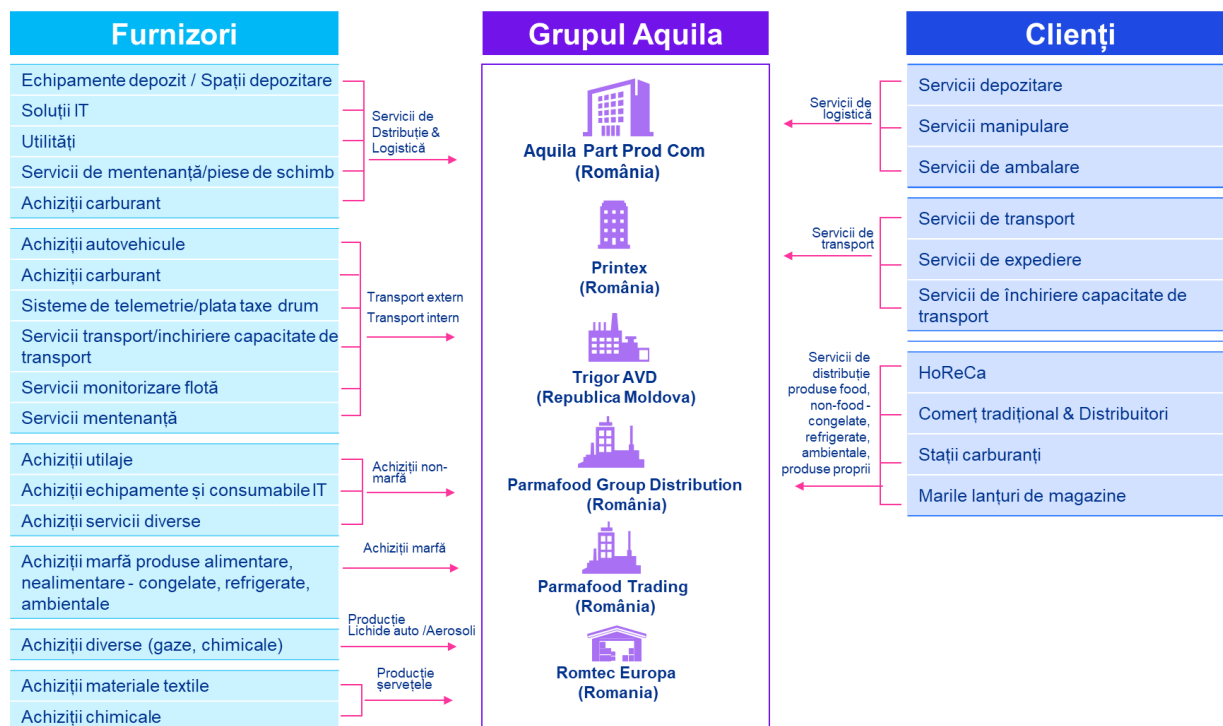 Furnizori
Echipamente depozit / Spații depozitare
Soluții IT
Utilități
Servicii de mentenanță/piese de schimb
Achiziții carburant
Servicii de
Dstribuție &
Logistică
Achiziții autovehicule
Achiziții carburant
Sisteme de telemetrie/plata taxe drum
Servicii transport/inchiriere capacitate de
transport
Servicii monitorizare flotă
Servicii mentenanță
Transport extern
Transport intern
Achiziții utilaje
Achiziții echipamente și consumabile IT
Achiziții servicii diverse
Achiziții non-
marfă
Achiziții marfă produse alimentare,
nealimentare - congelate, refrigerate,
ambientale
Achiziții marfă
Achiziții diverse (gaze, chimicale)
Producție
Lichide auto /Aerosoli
Achiziții materiale textile
Achiziții chimicale
Producție
șervețele
Grupul Aquila
Aquila Part Prod Com
(România)
Printex
(România)
Trigor AVD
(Republica Moldova)
Parmafood Group Distribution
(România)
Parmafood Trading
(România)
Romtec Europa
(Romania)
Clienți
Servicii de
logistică
Servicii depozitare
Servicii manipulare
Servicii de ambalare
Servicii de
transport
Servicii de transport
Servicii de expediere
Servicii de închiriere capacitate de
transport
Servicii de
distribuție
produse food,
non-food -
congelate,
refrigerate,
ambientale,
produse proprii
HoReCa
Comerț tradițional & Distribuitori
Stații carburanți
Marile lanțuri de magazine